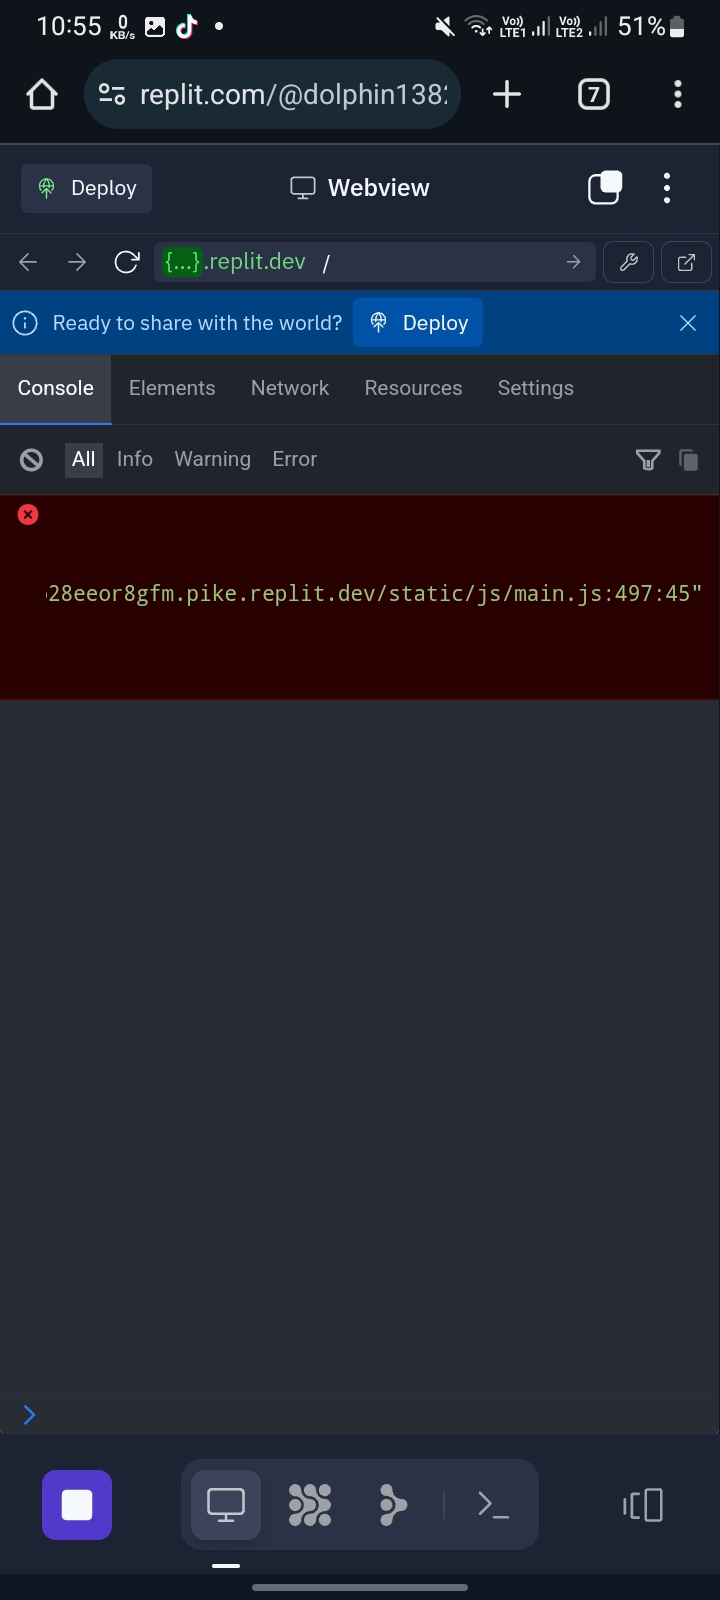 10:55 0 KB/s Vo) LTE1 Vo) LTE2 51%
replit.com/@dolphin138 7
Deploy Webview
{...}.replit.dev /
Ready to share with the world? Deploy
Console Elements Network Resources Settings
All Info Warning Error
28eeor8gfm.pike.replit.dev/static/js/main.js:497:45"